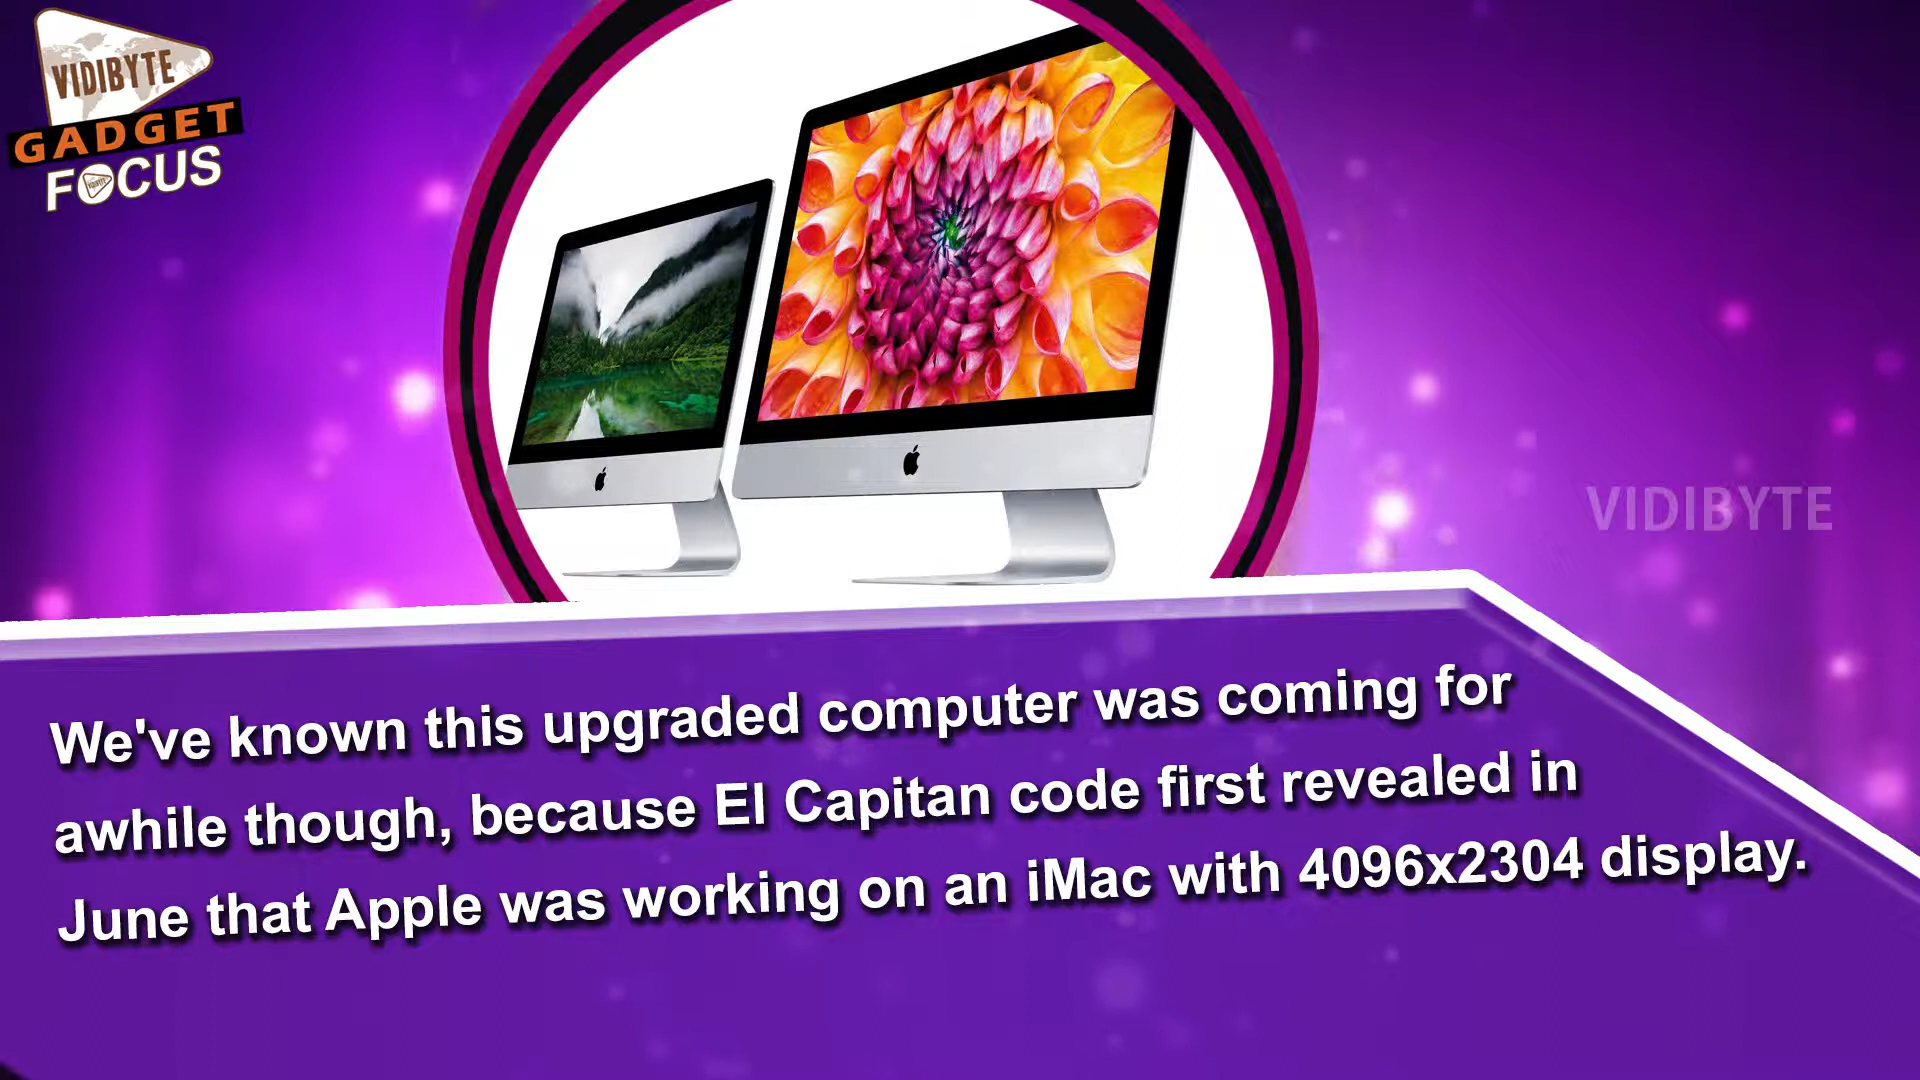 VIDIBYTE
GADGET
FOCUS
VIDIBYTE
We've known this upgraded computer was coming for
awhile though, because El Capitan code first revealed in
June that Apple was working on an iMac with 4096x2304 display.